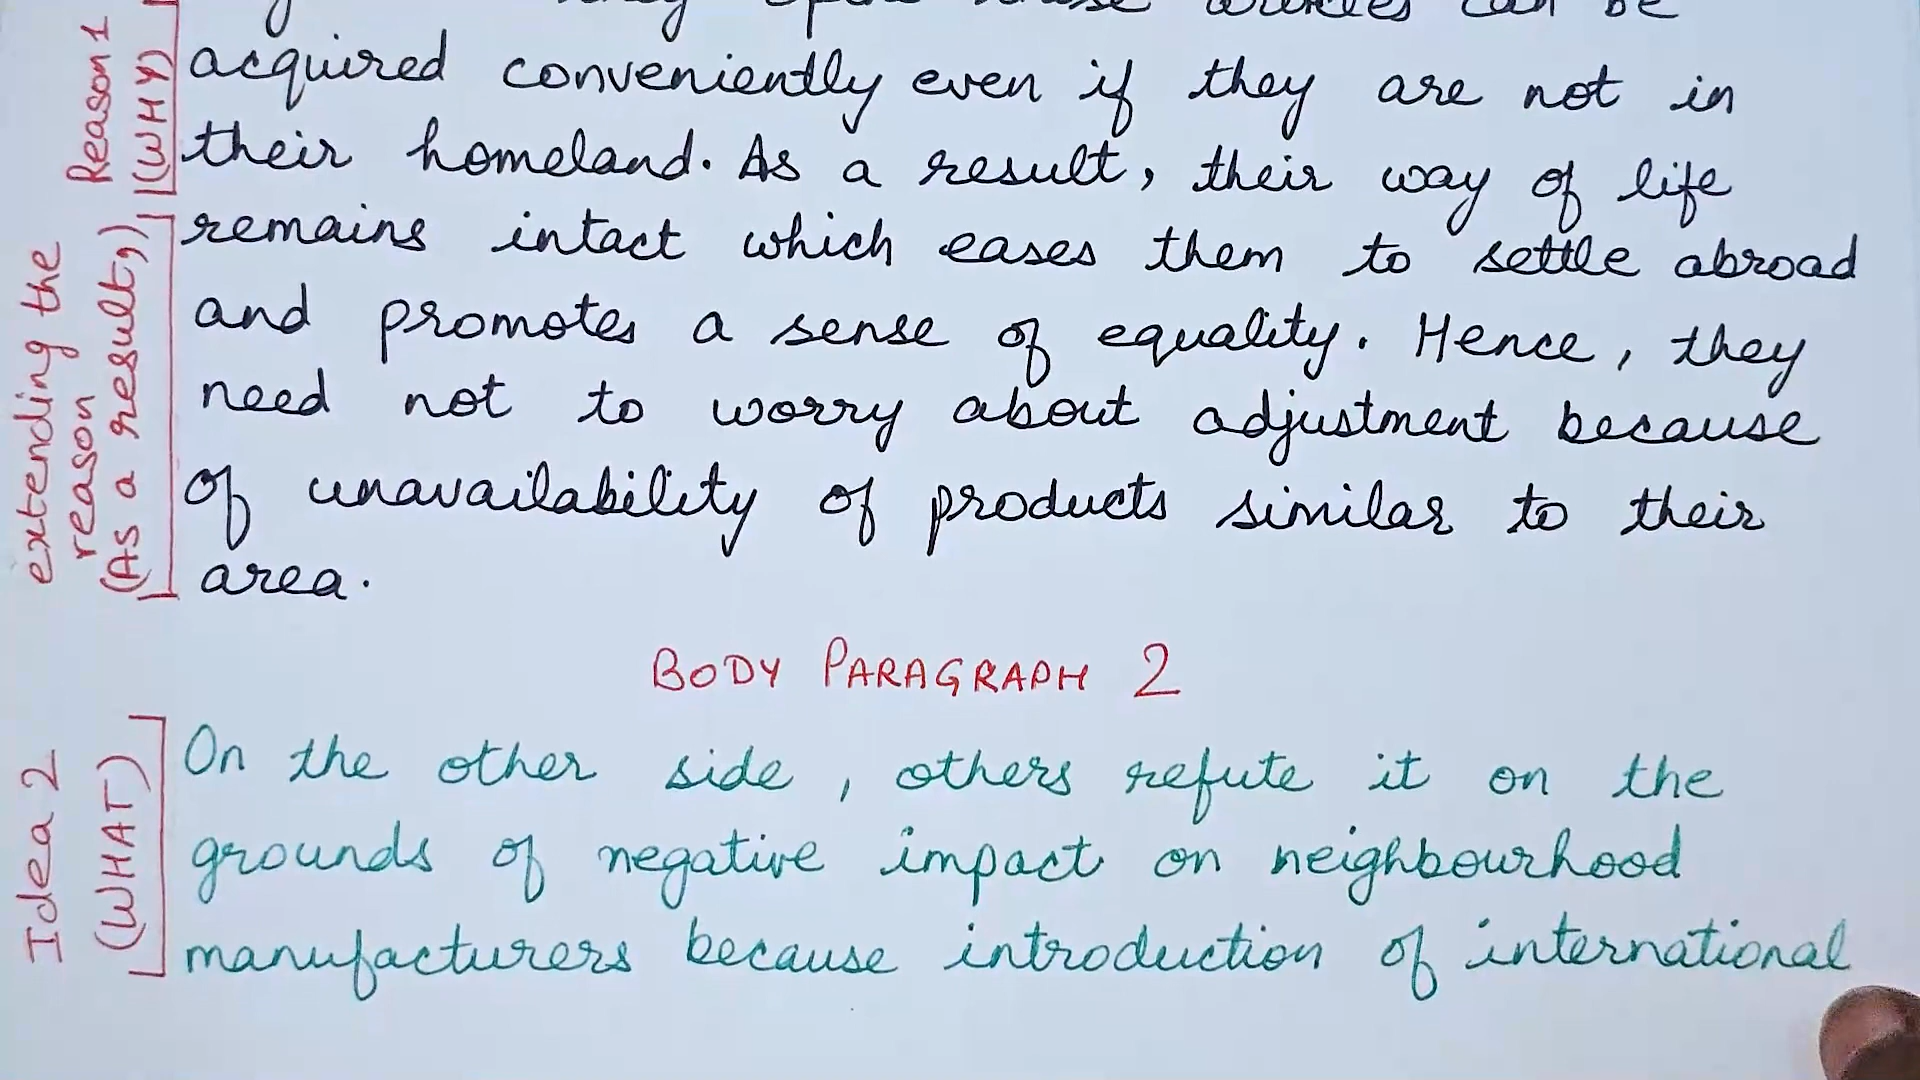 Reason 1
(WHY)
can be
acquired conveniently even if they are not in
their homeland. As a result, their way of life
extending the
reason
(As a result,)
remains intact which eases them to settle abroad
and promotes a sense of equality. Hence, they
need not to worry about adjustment because
of unavailability of products similar to their
area.
BODY PARAGRAPH 2
Idea 2
(WHAT)
On the other side, others refute it on the
grounds of negative impact on neighbourhood
manufacturers because introduction of international